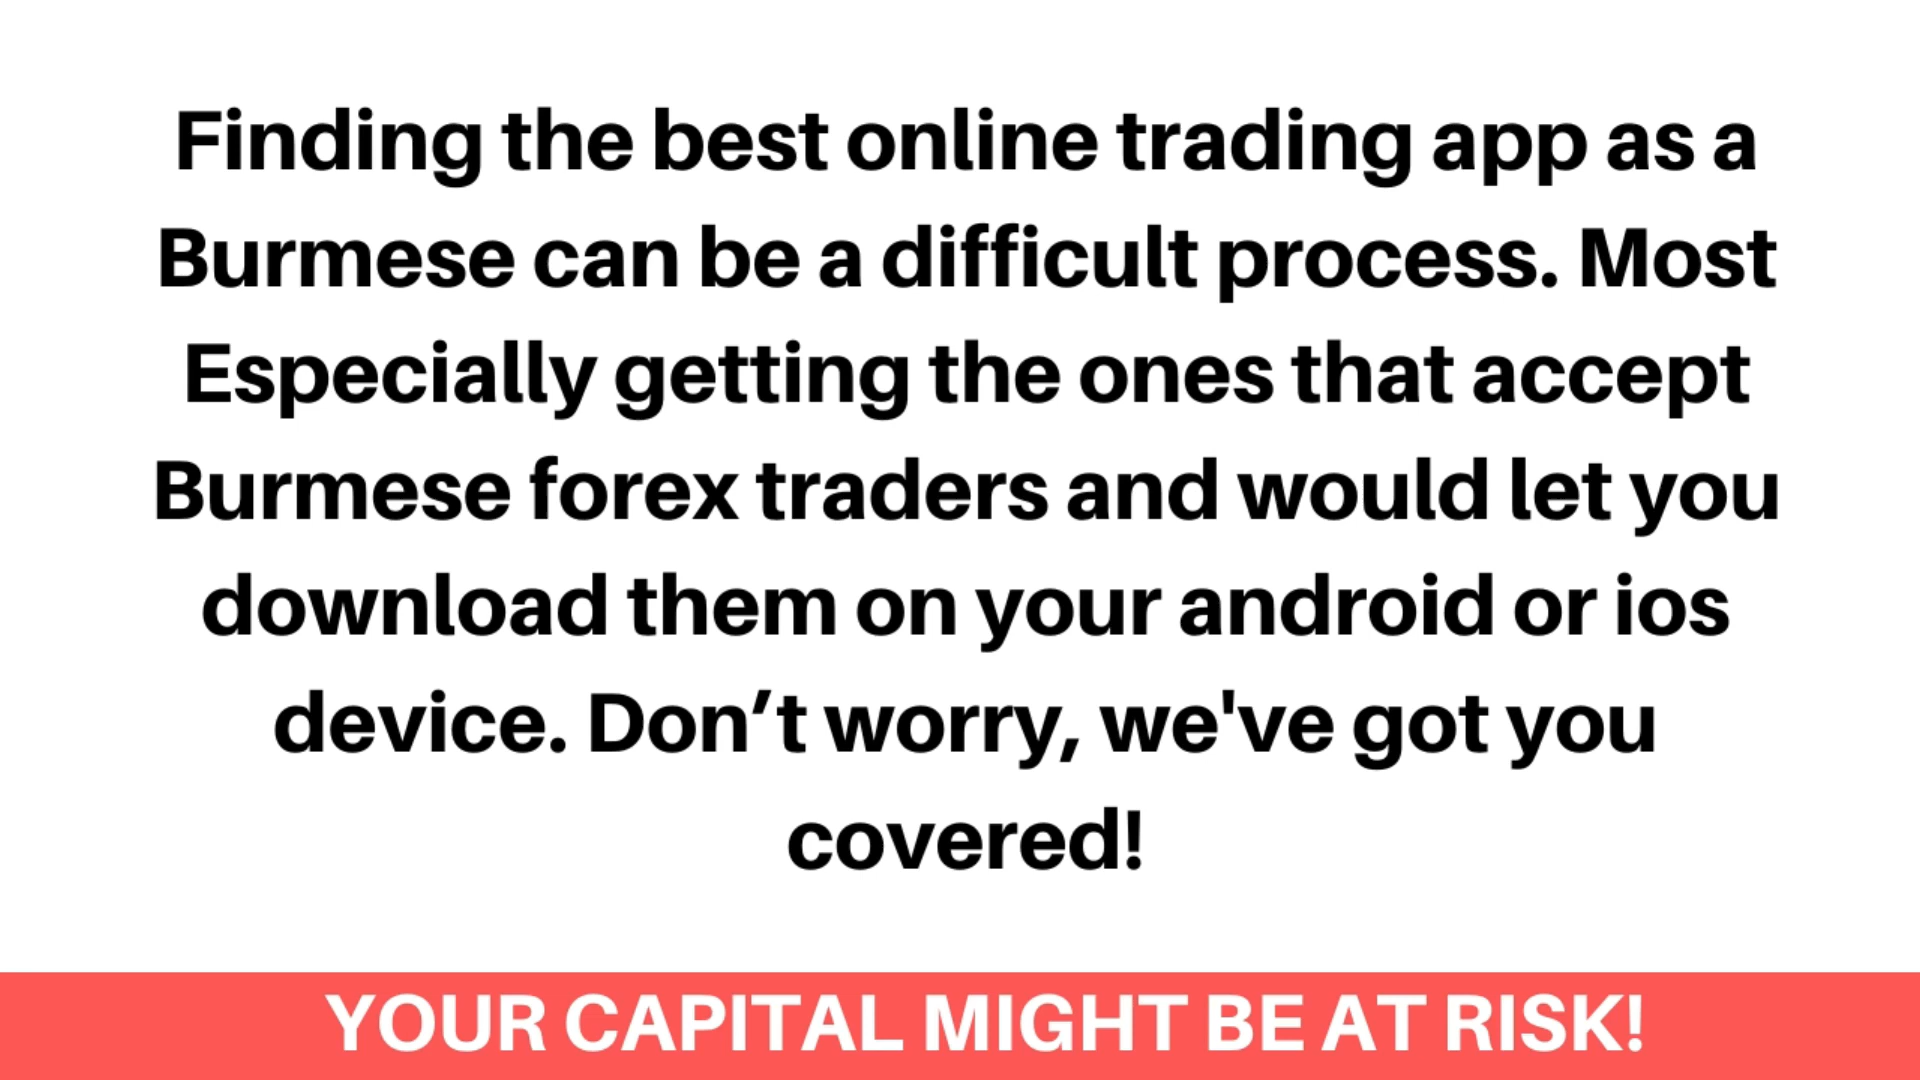 Finding the best online trading app as a
Burmese can be a difficult process. Most
Especially getting the ones that accept
Burmese forex traders and would let you
download them on your android or ios
device. Don’t worry, we've got you
covered!
YOUR CAPITAL MIGHT BE AT RISK!